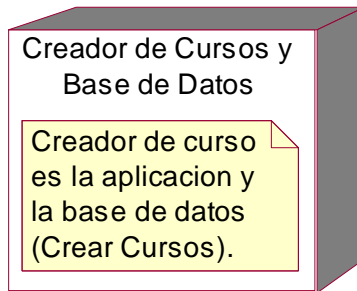 Creador de Cursos y
Base de Datos
Creador de curso
es la aplicacion y
la base de datos
(Crear Cursos).